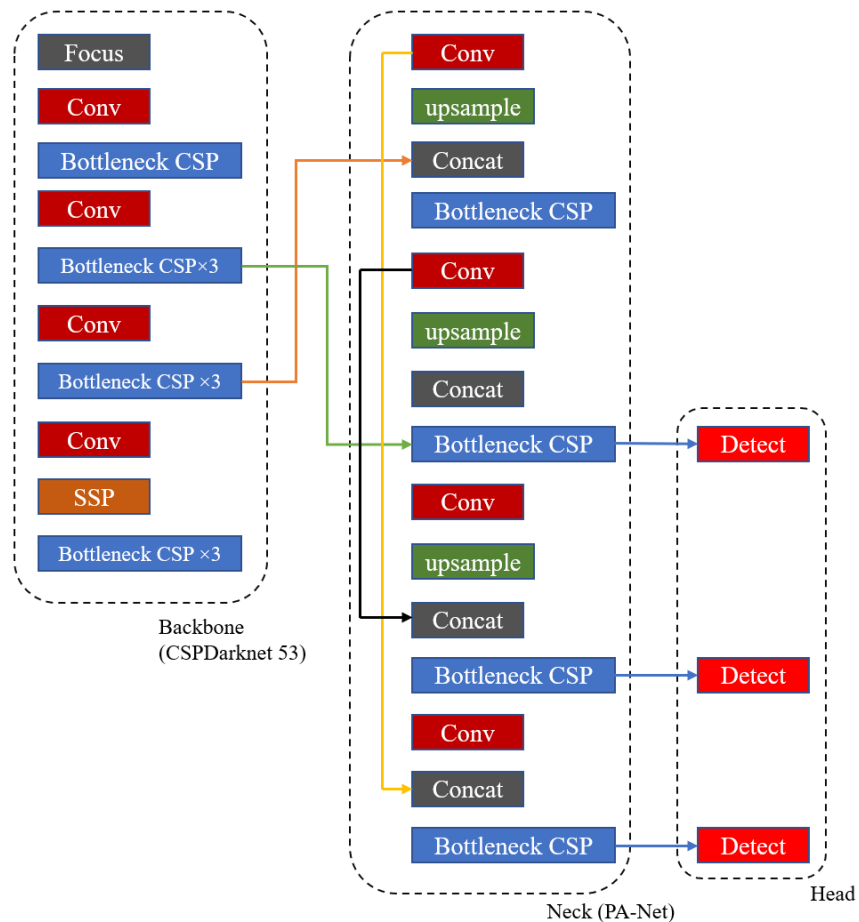 Focus
Conv
Bottleneck CSP
Conv
Bottleneck CSP×3
Conv
Bottleneck CSP ×3
Conv
SSP
Bottleneck CSP ×3
Backbone
(CSPDarknet 53)
Conv
upsample
Concat
Bottleneck CSP
Conv
upsample
Concat
Bottleneck CSP
Conv
upsample
Concat
Bottleneck CSP
Conv
Concat
Bottleneck CSP
Neck (PA-Net)
Detect
Detect
Detect
Head